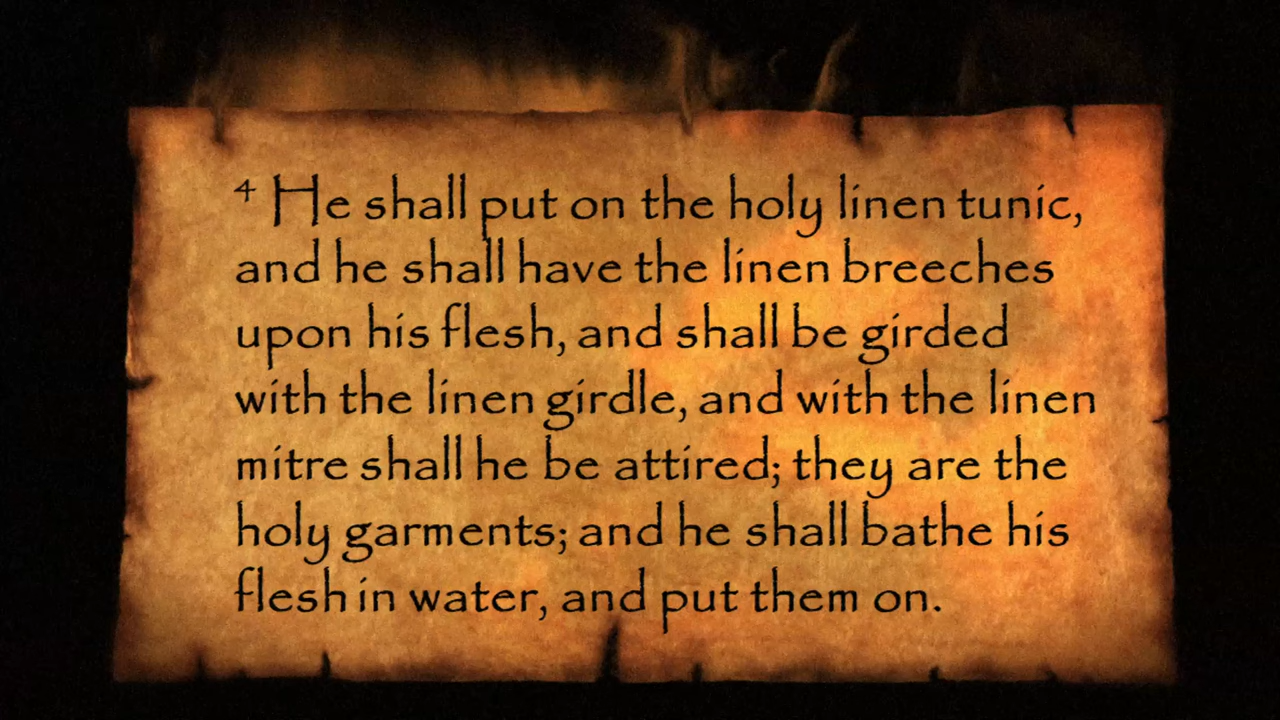 ⁴ He shall put on the holy linen tunic,
and he shall have the linen breeches
upon his flesh, and shall be girded
with the linen girdle, and with the linen
mitre shall he be attired; they are the
holy garments; and he shall bathe his
flesh in water, and put them on.